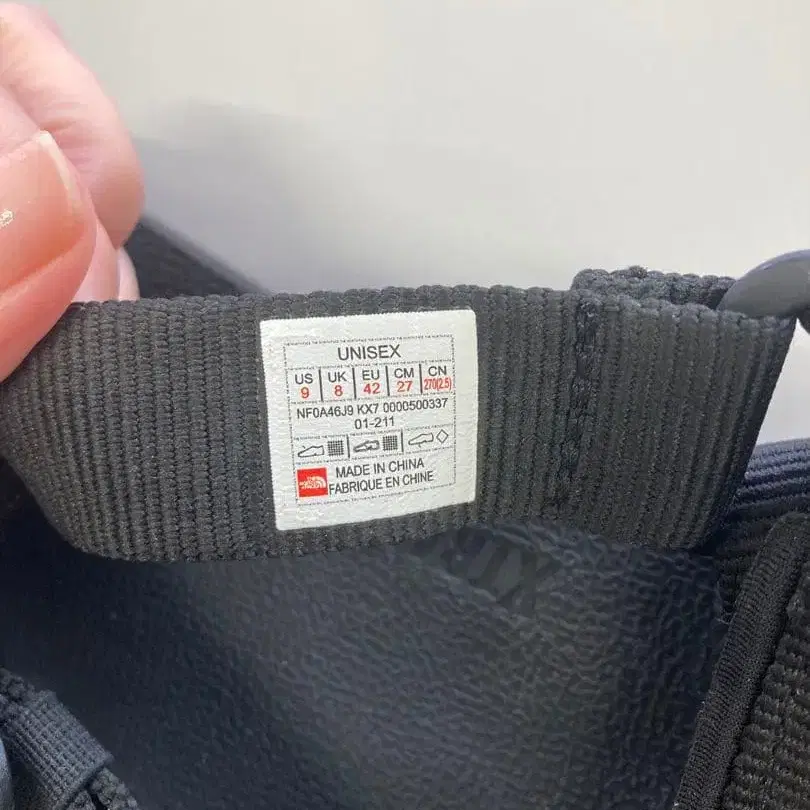 UNISEX
US UK EU CM CN
9 8 42 27 270(2.5)
NF0A46J9 KX7 0000500337
01-211
MADE IN CHINA
FABRIQUE EN CHINE